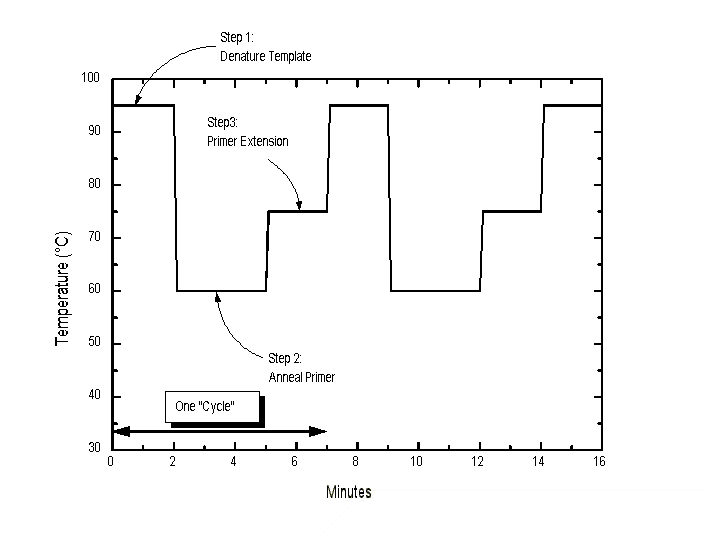 Step 1:
Denature Template
100
Step3:
Primer Extension
90
80
70
60
50
40
30
Temperature (°C)
Step 2:
Anneal Primer
One "Cycle"
0 2 4 6 8 10 12 14 16
Minutes